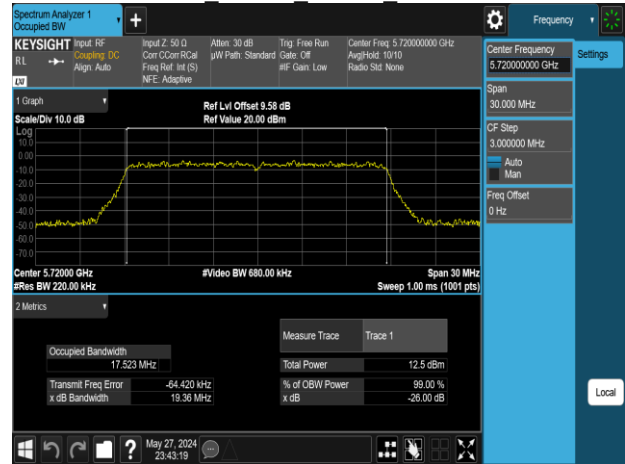 Spectrum Analyzer 1
Occupied BW
Frequency
KEYSIGHT
RL
LXI
Input: RF
Coupling: DC
Align: Auto
Input Z: 50 Ω
Corr CCorr RCal
Freq Ref: Int (S)
NFE: Adaptive
Atten: 30 dB
µW Path: Standard
Trig: Free Run
Gate: Off
#IF Gain: Low
Center Freq: 5.720000000 GHz
Avg|Hold: 10/10
Radio Std: None
Center Frequency
5.720000000 GHz
Settings
Span
30.000 MHz
CF Step
3.000000 MHz
Auto
Man
Freq Offset
0 Hz
1 Graph
Scale/Div 10.0 dB
Ref Lvl Offset 9.58 dB
Ref Value 20.00 dBm
Log
10.0
0.00
-10.0
-20.0
-30.0
-40.0
-50.0
-60.0
-70.0
Center 5.72000 GHz
#Res BW 220.00 kHz
#Video BW 680.00 kHz
Span 30 MHz
Sweep 1.00 ms (1001 pts)
2 Metrics
Measure Trace Trace 1
Occupied Bandwidth
17.523 MHz
Total Power 12.5 dBm
Transmit Freq Error -64.420 kHz
% of OBW Power 99.00 %
x dB Bandwidth 19.36 MHz
x dB -26.00 dB
Local
?
May 27, 2024
23:43:19